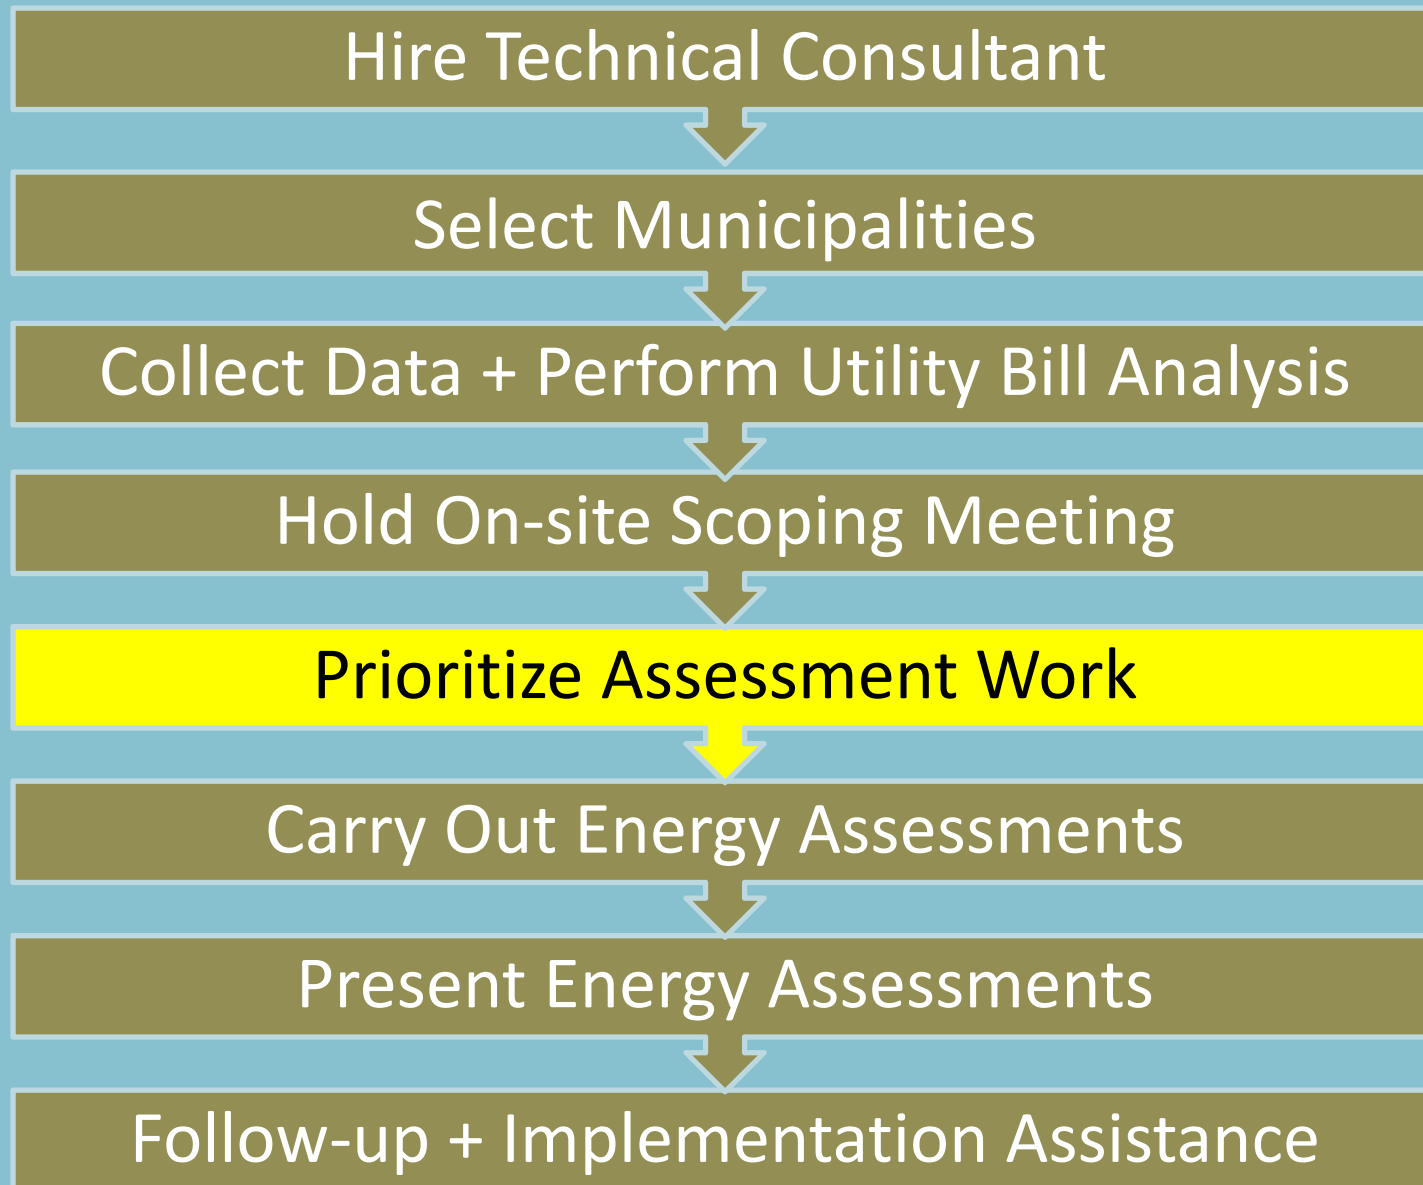 Hire Technical Consultant
Select Municipalities
Collect Data + Perform Utility Bill Analysis
Hold On-site Scoping Meeting
Prioritize Assessment Work
Carry Out Energy Assessments
Present Energy Assessments
Follow-up + Implementation Assistance